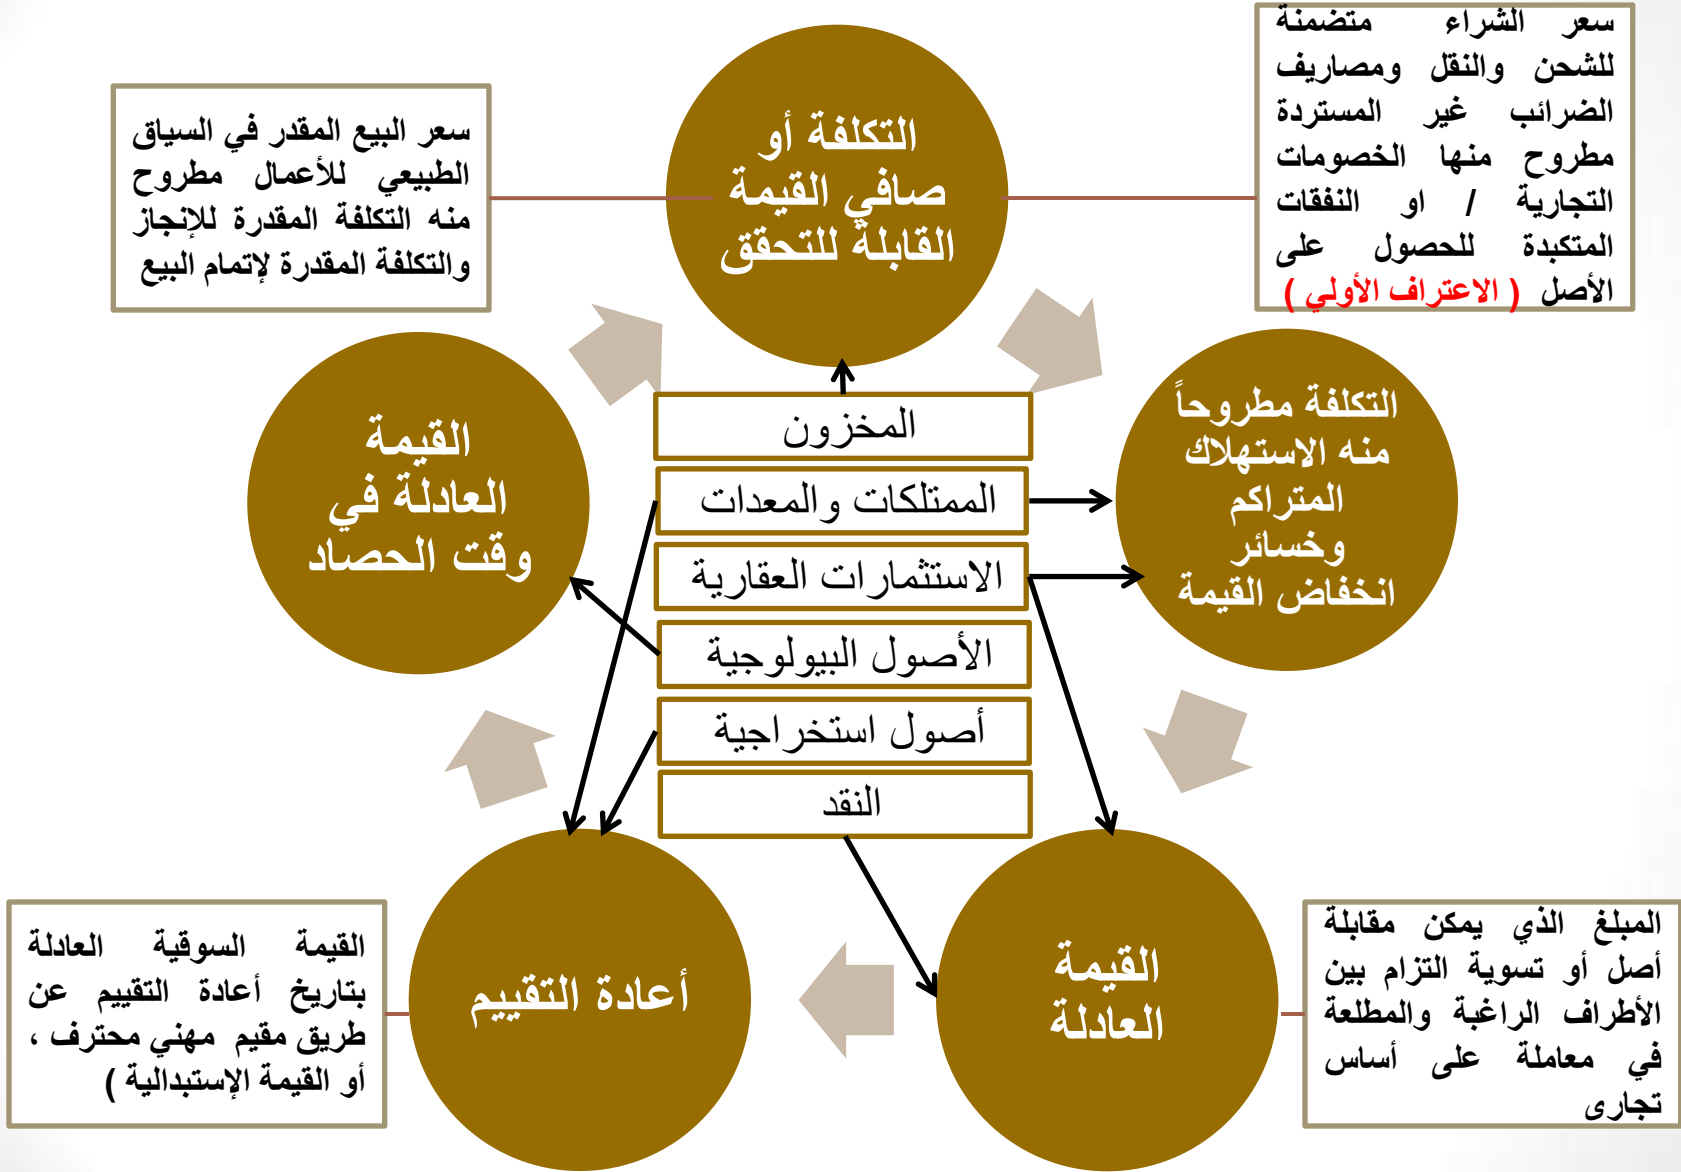 سعر الشراء متضمنة
للشحن والنقل ومصاريف
الضرائب غير المستردة
مطروح منها الخصومات
التجارية / او النفقات
المتكبدة للحصول على
الأصل ( الاعتراف الأولي )
التكلفة أو
صافي القيمة
القابلة للتحقق
سعر البيع المقدر في السياق
الطبيعي للأعمال مطروح
منه التكلفة المقدرة للإنجاز
والتكلفة المقدرة لإتمام البيع
التكلفة مطروحاً
منه الاستهلاك
المتراكم
وخسائر
انخفاض القيمة
المخزون
الممتلكات والمعدات
الاستثمارات العقارية
الأصول البيولوجية
أصول استخراجية
النقد
القيمة
العادلة في
وقت الحصاد
المبلغ الذي يمكن مقابلة
أصل أو تسوية التزام بين
الأطراف الراغبة والمطلعة
في معاملة على أساس
تجارى
القيمة
العادلة
أعادة التقييم
القيمة السوقية العادلة
بتاريخ أعادة التقييم عن
طريق مقيم مهني محترف ،
أو القيمة الإستبدالية )